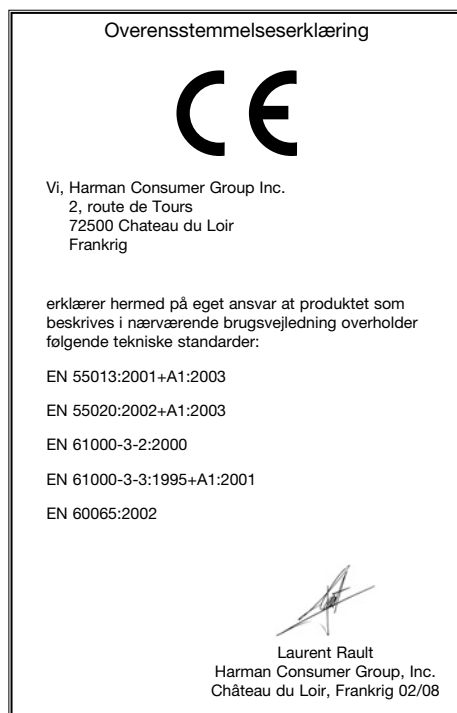 Overensstemmelseserklæring
CE
Vi, Harman Consumer Group Inc.
2, route de Tours
72500 Chateau du Loir
Frankrig
erklærer hermed på eget ansvar at produktet som
beskrives i nærværende brugsvejledning overholder
følgende tekniske standarder:
EN 55013:2001+A1:2003
EN 55020:2002+A1:2003
EN 61000-3-2:2000
EN 61000-3-3:1995+A1:2001
EN 60065:2002
Laurent Rault
Harman Consumer Group, Inc.
Château du Loir, Frankrig 02/08